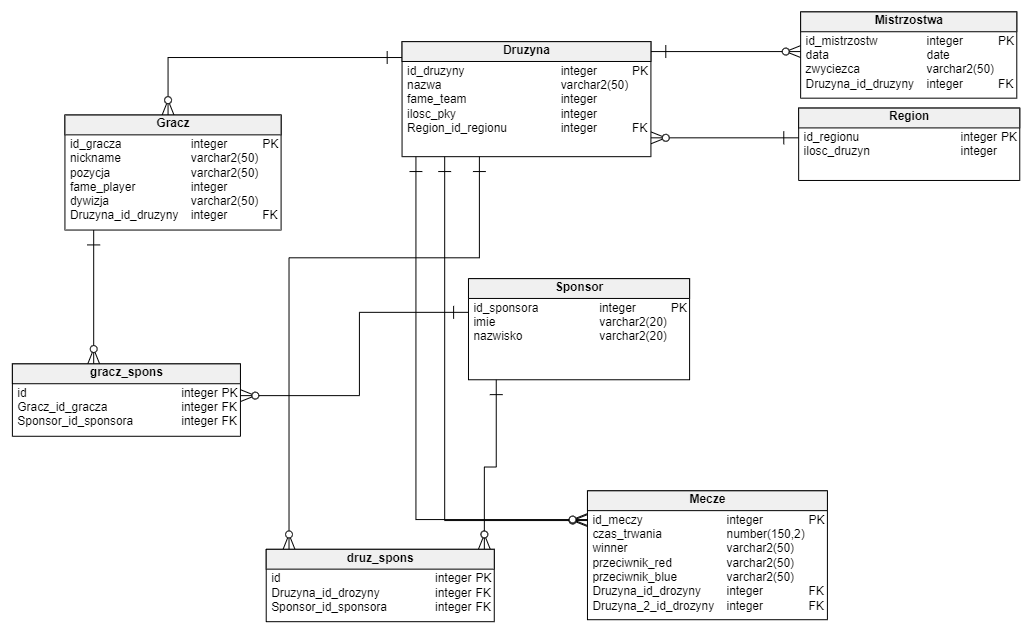 Druzyna
id_druzyny integer PK
nazwa varchar2(50)
fame_team integer
ilosc_pky integer
Region_id_regionu integer FK
Mistrzostwa
id_mistrzostw integer PK
data date
zwyciezca varchar2(50)
Druzyna_id_druzyny integer FK
Region
id_regionu integer PK
ilosc_druzyn integer
Gracz
id_gracza integer PK
nickname varchar2(50)
pozycja varchar2(50)
fame_player integer
dywizja varchar2(50)
Druzyna_id_druzyny integer FK
Sponsor
id_sponsora integer PK
imie varchar2(20)
nazwisko varchar2(20)
gracz_spons
id integer PK
Gracz_id_gracza integer FK
Sponsor_id_sponsora integer FK
Mecze
id_meczy integer PK
czas_trwania number(150,2)
winner varchar2(50)
przeciwnik_red varchar2(50)
przeciwnik_blue varchar2(50)
Druzyna_id_drozyny integer FK
Druzyna_2_id_drozyny integer FK
druz_spons
id integer PK
Druzyna_id_drozyny integer FK
Sponsor_id_sponsora integer FK